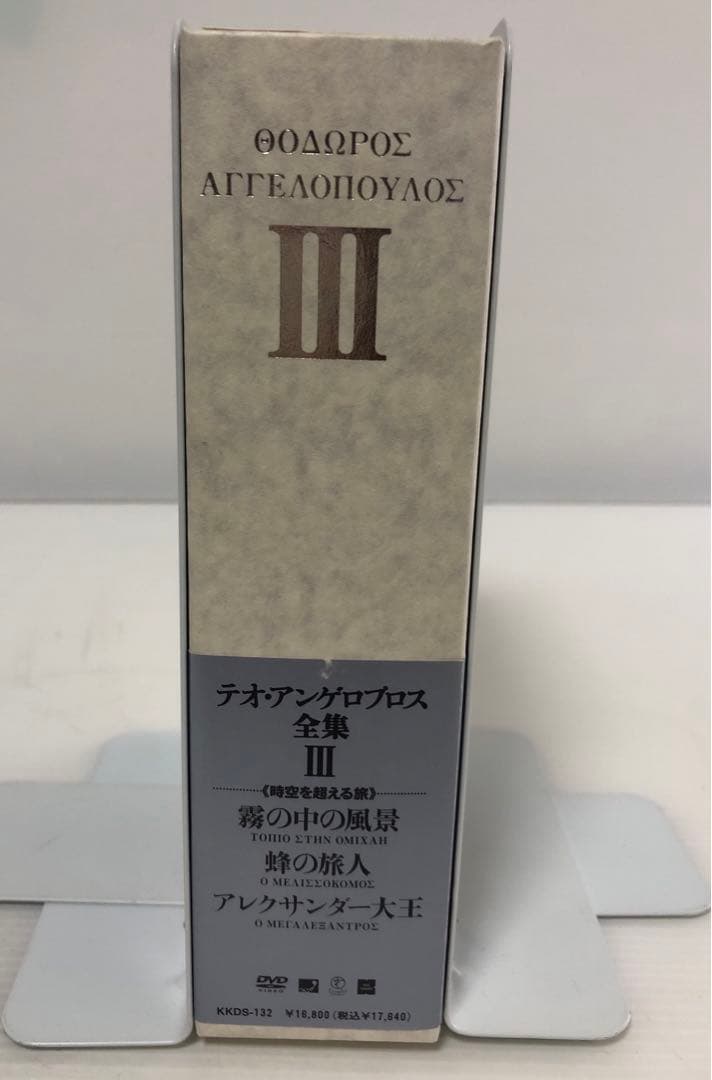 ΘΟΔΩΡΟΣ
ΑΓΓΕΛΟΠΟΥΛΟΣ
III
テオ・アンゲロプロス
全集
III
《時空を超える旅》
霧の中の風景
ΤΟΠΙΟ ΣΤΗΝ ΟΜΙΧΛΗ
蜂の旅人
Ο ΜΕΛΙΣΣΟΚΟΜΟΣ
アレクサンダー大王
Ο ΜΕΓΑΛΕΞΑΝΤΡΟΣ
DVD
VIDEO
KKDS-132 ¥16,800(税込¥17,640)